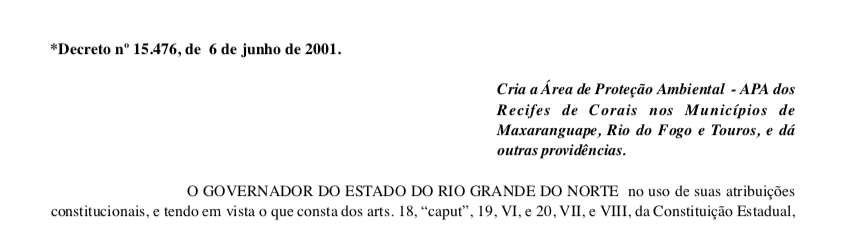 *Decreto nº 15.476, de 6 de junho de 2001.
Cria a Área de Proteção Ambiental - APA dos
Recifes de Corais nos Municípios de
Maxaranguape, Rio do Fogo e Touros, e dá
outras providências.
O GOVERNADOR DO ESTADO DO RIO GRANDE DO NORTE no uso de suas atribuições
constitucionais, e tendo em vista o que consta dos arts. 18, “caput”, 19, VI, e 20, VII, e VIII, da Constituição Estadual,